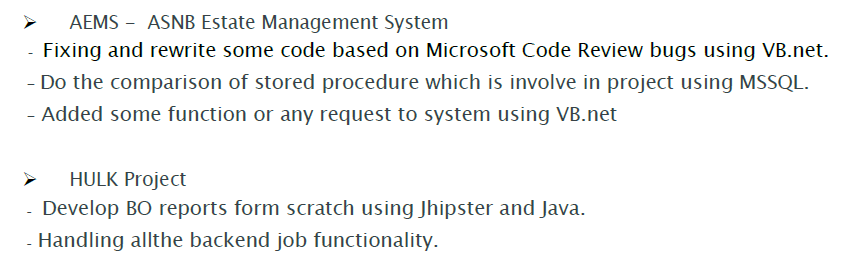 ➢ AEMS – ASNB Estate Management System
- Fixing and rewrite some code based on Microsoft Code Review bugs using VB.net.
– Do the comparison of stored procedure which is involve in project using MSSQL.
– Added some function or any request to system using VB.net
➢ HULK Project
- Develop BO reports form scratch using Jhipster and Java.
- Handling allthe backend job functionality.